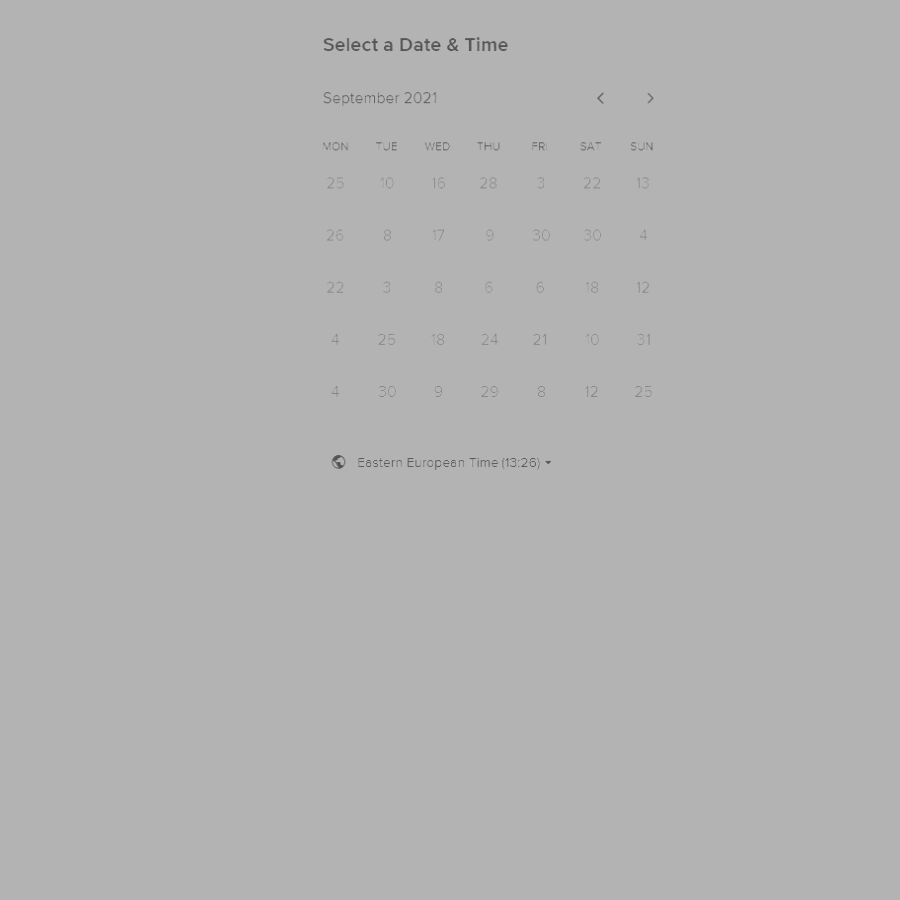 Select a Date & Time
September 2021
MON TUE WED THU FRI SAT SUN
25 10 16 28 3 22 13
26 8 17 9 30 30 4
22 3 8 6 6 18 12
4 25 18 24 21 10 31
4 30 9 29 8 12 25
Eastern European Time (13:26)